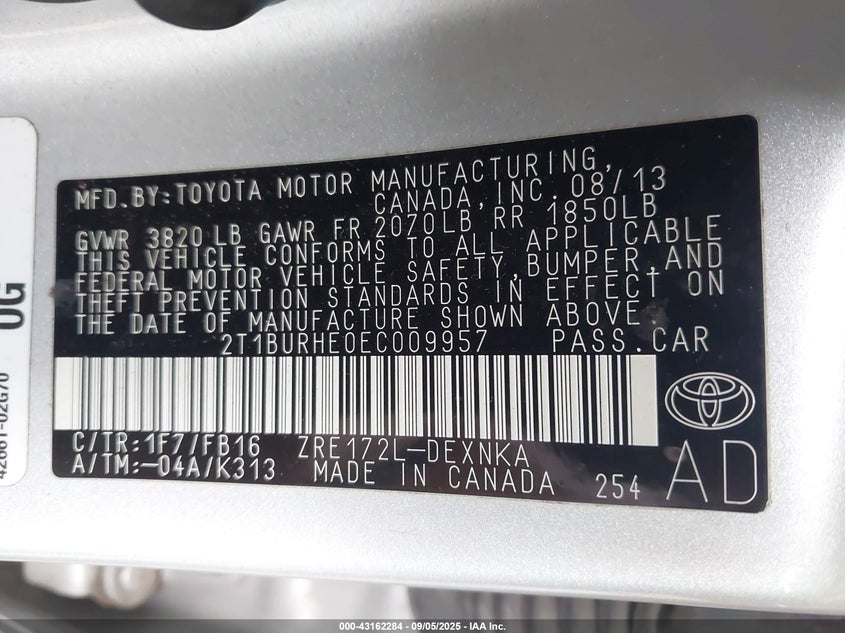 MFD.BY:TOYOTA MOTOR MANUFACTURING,
CANADA,INC. 08/13
GVWR 3820 LB GAWR FR 2070LB RR 1850LB
THIS VEHICLE CONFORMS TO ALL APPLICABLE
FEDERAL MOTOR VEHICLE SAFETY,BUMPER,AND
THEFT PREVENTION STANDARDS IN EFFECT ON
THE DATE OF MANUFACTURE SHOWN ABOVE.
2T1BURHE0EC009957 PASS.CAR
C/TR:1F7/FB16 ZRE172L-DEXNKA
A/TM:-04A/K313 MADE IN CANADA 254 AD
0G
000-43162284 - 09/05/2025 - IAA Inc.